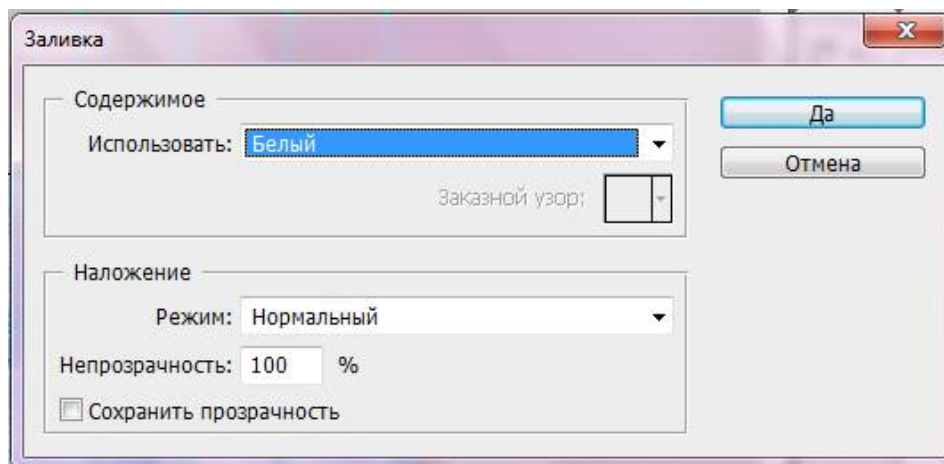 Заливка
Содержимое
Да
Использовать: Белый
Отмена
Заказной узор:
Наложение
Режим: Нормальный
Непрозрачность: 100 %
Сохранить прозрачность